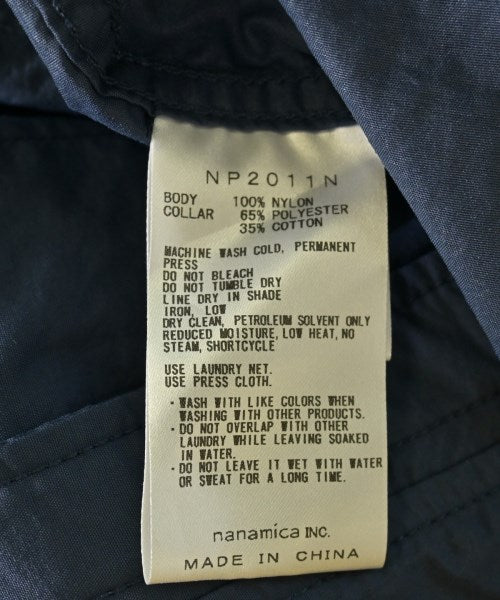 NP2011N
BODY 100% NYLON
COLLAR 65% POLYESTER
35% COTTON
MACHINE WASH COLD, PERMANENT
PRESS
DO NOT BLEACH
DO NOT TUMBLE DRY
LINE DRY IN SHADE
IRON, LOW
DRY CLEAN, PETROLEUM SOLVENT ONLY
REDUCED MOISTURE, LOW HEAT, NO
STEAM, SHORTCYCLE
USE LAUNDRY NET.
USE PRESS CLOTH.
· WASH WITH LIKE COLORS WHEN
WASHING WITH OTHER PRODUCTS.
· DO NOT OVERLAP WITH OTHER
LAUNDRY WHILE LEAVING SOAKED
IN WATER.
· DO NOT LEAVE IT WET WITH WATER
OR SWEAT FOR A LONG TIME.
nanamica INC.
MADE IN CHINA